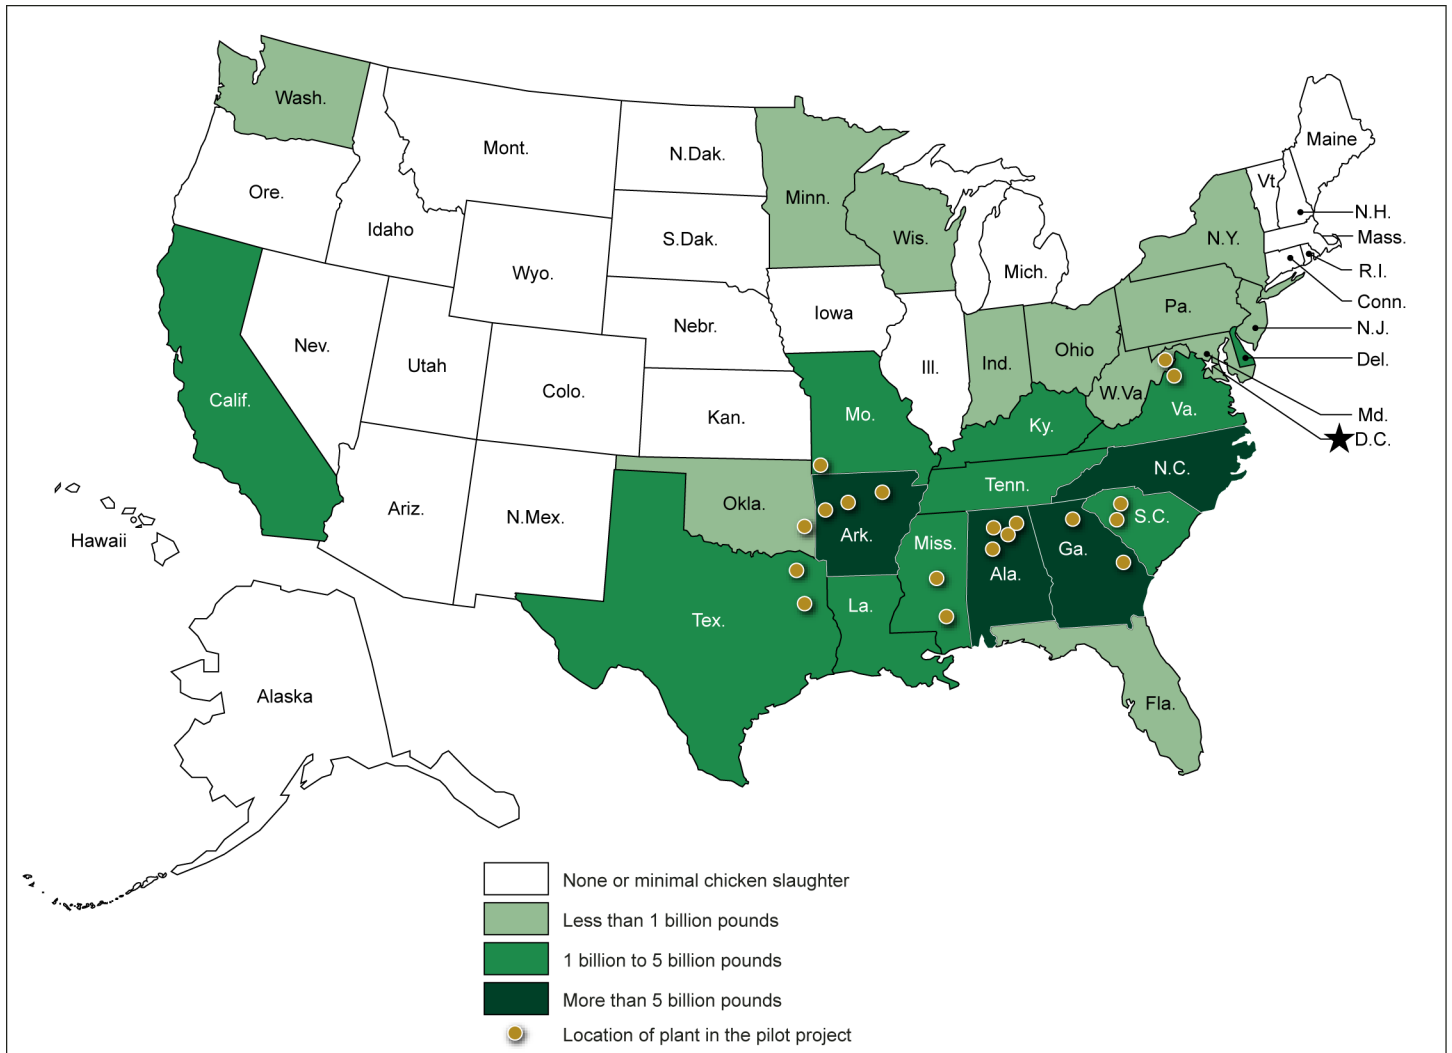 Wash.
Ore.
Calif.
Idaho
Nev.
Mont.
Wyo.
Utah
Ariz.
Colo.
N.Mex.
N.Dak.
S.Dak.
Nebr.
Kan.
Okla.
Tex.
Minn.
Iowa
Mo.
Ark.
La.
Wis.
Ill.
Mich.
Ind.
Ohio
Ky.
Tenn.
Miss.
Ala.
Ga.
Fla.
S.C.
N.C.
Va.
W.Va.
Pa.
N.Y.
Vt.
Maine
N.H.
Mass.
R.I.
Conn.
N.J.
Del.
Md.
D.C.
Hawaii
Alaska
None or minimal chicken slaughter
Less than 1 billion pounds
1 billion to 5 billion pounds
More than 5 billion pounds
Location of plant in the pilot project